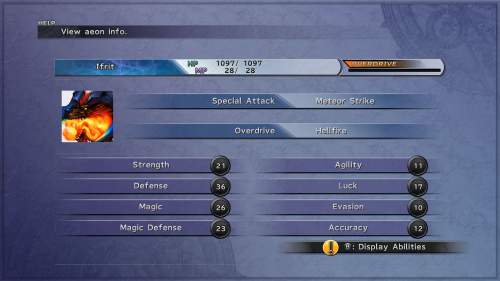 HELP
View aeon info.
Ifrit HP 1097/ 1097 OVERDRIVE
MP 28/ 28
Special Attack Meteor Strike
Overdrive Hellfire
Strength 21 Agility 11
Defense 36 Luck 17
Magic 26 Evasion 10
Magic Defense 23 Accuracy 12
: Display Abilities